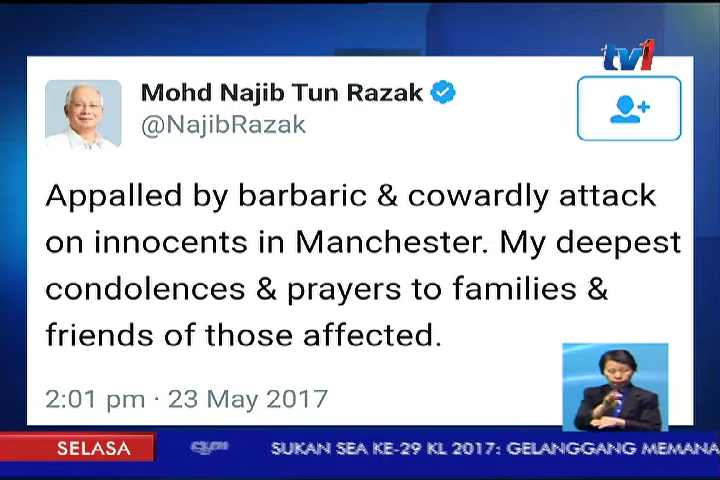 tv1
Mohd Najib Tun Razak
@NajibRazak
Appalled by barbaric & cowardly attack
on innocents in Manchester. My deepest
condolences & prayers to families &
friends of those affected.
2:01 pm · 23 May 2017
SELASA
SUKAN SEA KE-29 KL 2017: GELANGGANG MEMANA